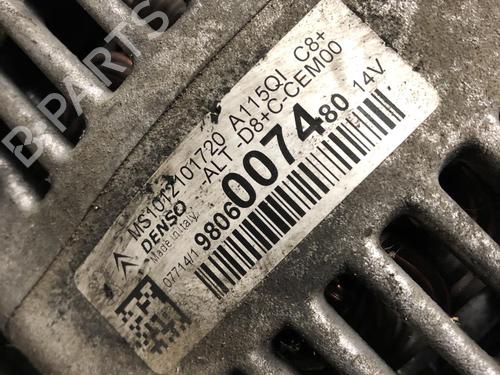 MS1012101720 A115QI C8+
DENSO -ALT -D8+C-CEM00
Made in Italy
9806007480 14V
07714/1
B-PARTS